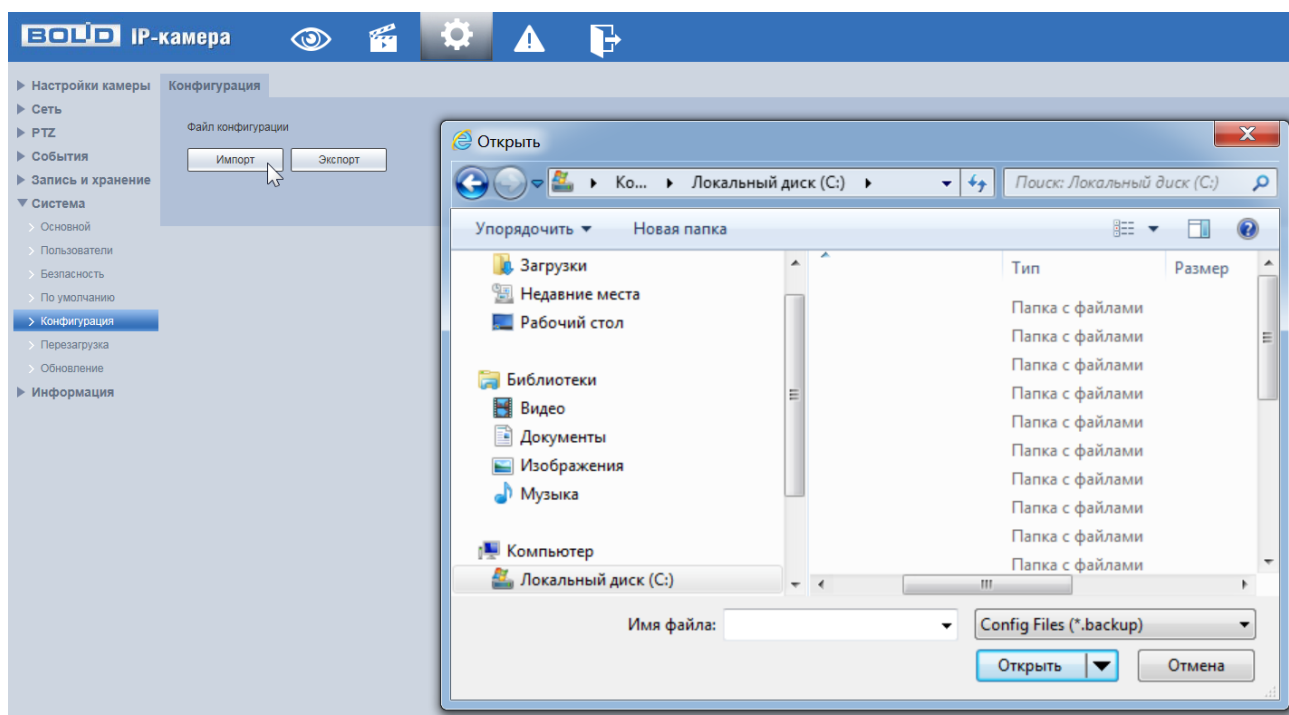 BOLID IP-камера
Настройки камеры
Сеть
PTZ
События
Запись и хранение
Система
Основной
Пользователи
Безпасность
По умолчанию
Конфигурация
Перезагрузка
Обновление
Информация
Конфигурация
Файл конфигурации
Импорт Экспорт
Открыть
Ко... Локальный диск (C:) Поиск: Локальный диск (C:)
Упорядочить Новая папка
Загрузки
Недавние места
Рабочий стол
Библиотеки
Видео
Документы
Изображения
Музыка
Компьютер
Локальный диск (C:)
Тип Размер
Папка с файлами
Папка с файлами
Папка с файлами
Папка с файлами
Папка с файлами
Папка с файлами
Папка с файлами
Папка с файлами
Папка с файлами
Папка с файлами
Имя файла: Config Files (*.backup)
Открыть Отмена